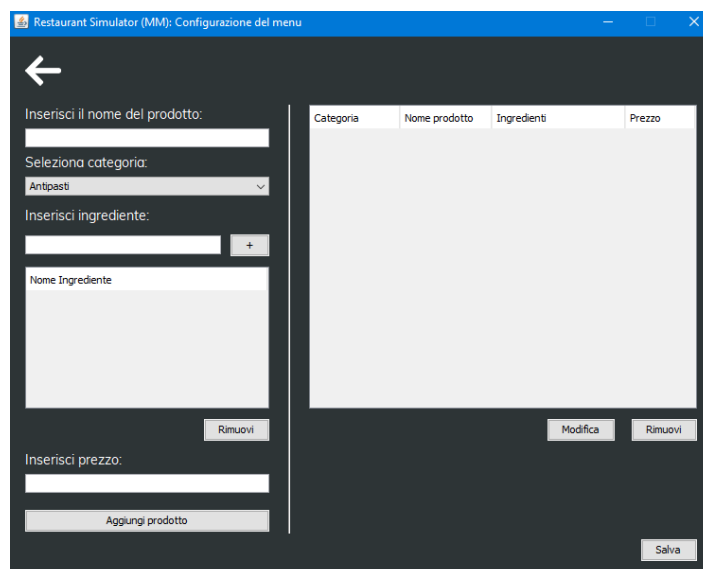 Restaurant Simulator (MM): Configurazione del menu
Inserisci il nome del prodotto:
Seleziona categoria:
Antipasti
Inserisci ingrediente:
+
Nome Ingrediente
Rimuovi
Inserisci prezzo:
Aggiungi prodotto
Categoria Nome prodotto Ingredienti Prezzo
Modifica Rimuovi
Salva